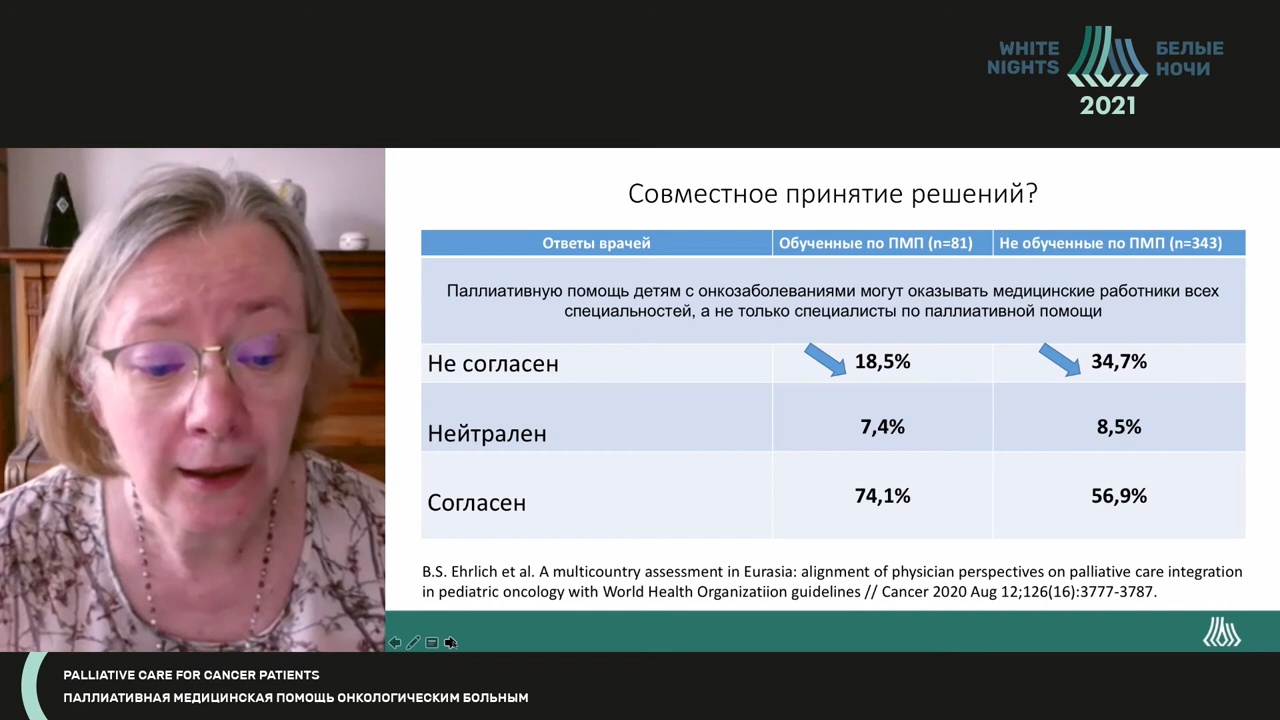 WHITE
NIGHTS
БЕЛЫЕ
НОЧИ
2021
Совместное принятие решений?
Ответы врачей Обученные по ПМП (n=81) Не обученные по ПМП (n=343)
Паллиативную помощь детям с онкозаболеваниями могут оказывать медицинские работники всех
специальностей, а не только специалисты по паллиативной помощи
Не согласен 18,5% 34,7%
Нейтрален 7,4% 8,5%
Согласен 74,1% 56,9%
B.S. Ehrlich et al. A multicountry assessment in Eurasia: alignment of physician perspectives on palliative care integration
in pediatric oncology with World Health Organizatiion guidelines // Cancer 2020 Aug 12;126(16):3777-3787.
PALLIATIVE CARE FOR CANCER PATIENTS
ПАЛЛИАТИВНАЯ МЕДИЦИНСКАЯ ПОМОЩЬ ОНКОЛОГИЧЕСКИМ БОЛЬНЫМ